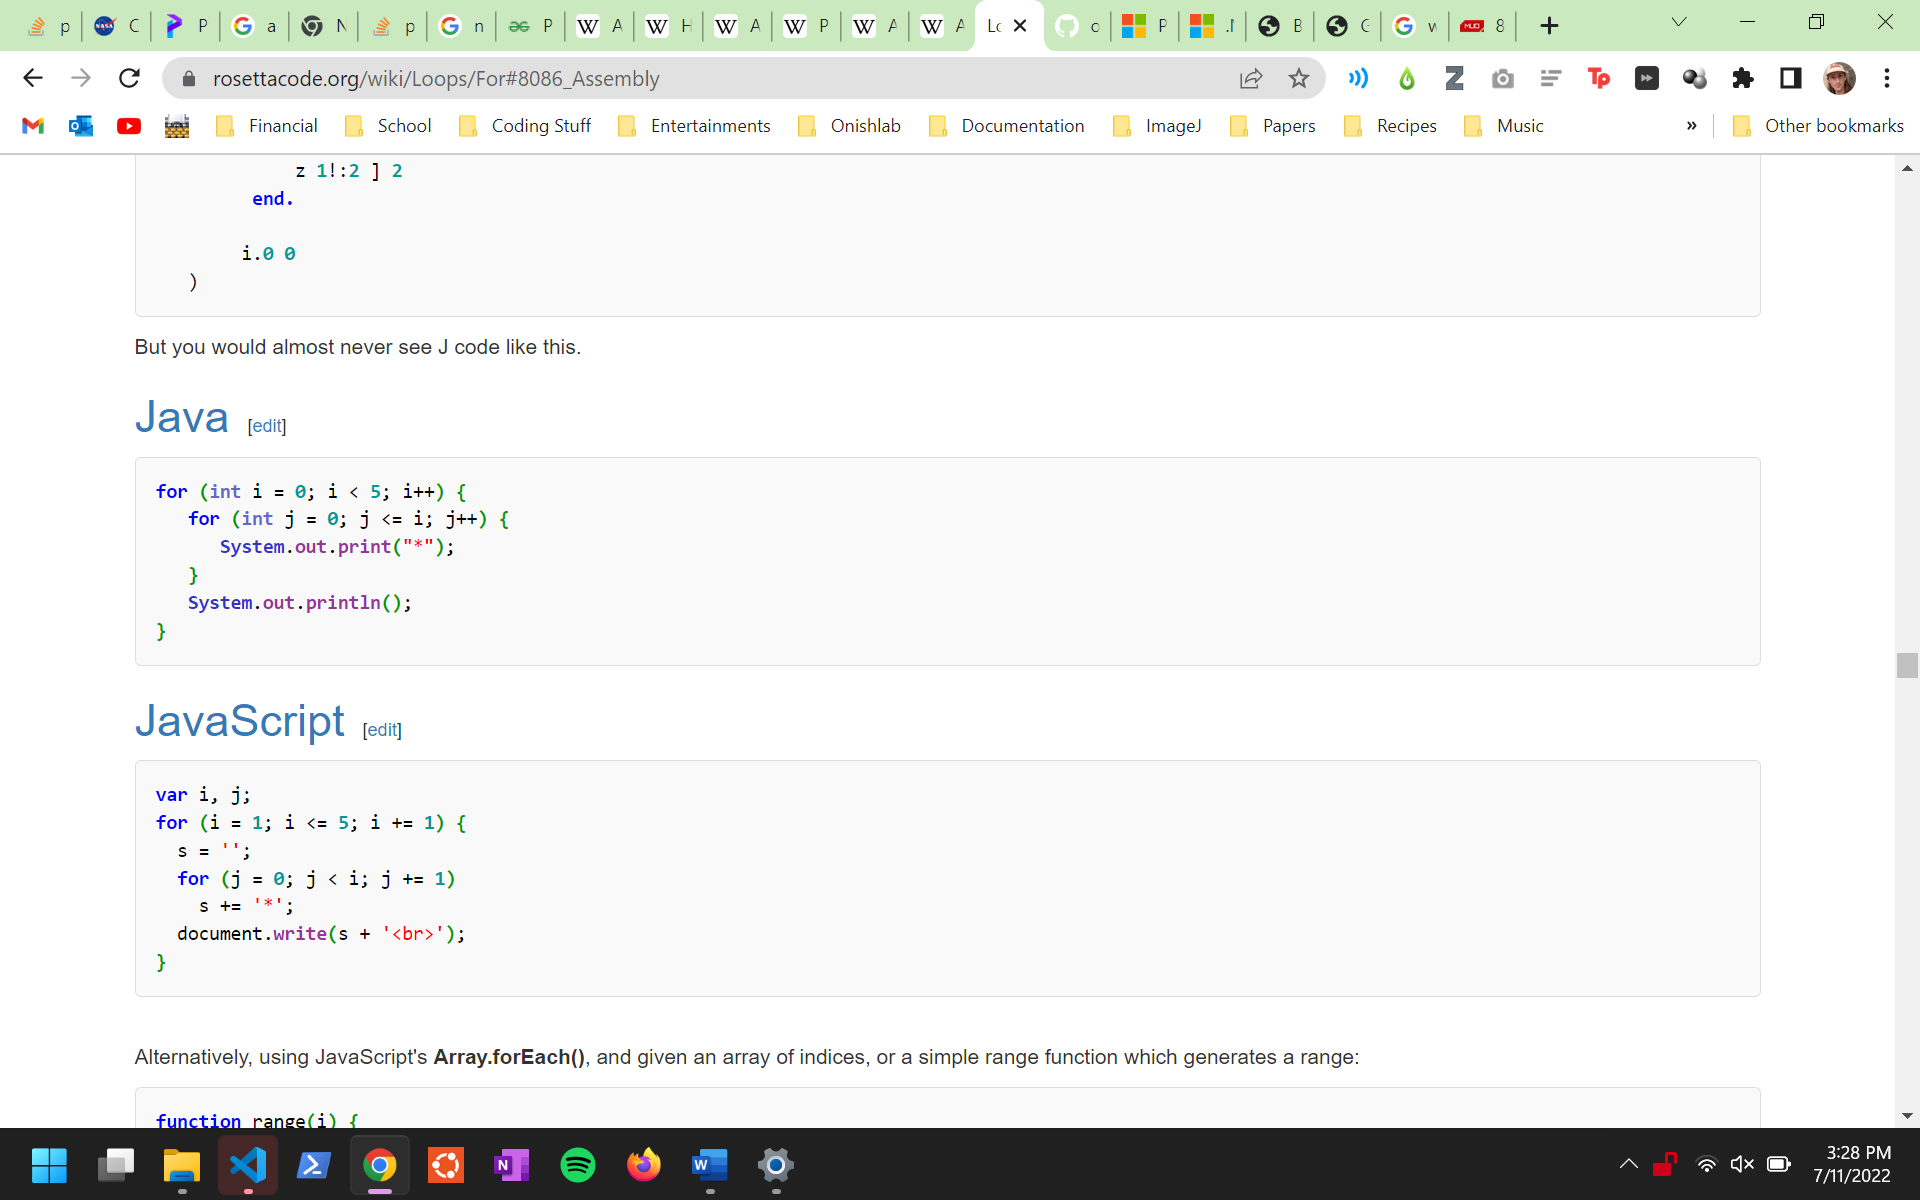 p
C
P
a
N
p
n
P
A
H
A
P
A
A
Lo
o
P
.N
B
G
w
8
rosettacode.org/wiki/Loops/For#8086_Assembly
Financial School Coding Stuff Entertainments Onishlab Documentation ImageJ Papers Recipes Music » Other bookmarks
z 1!:2 ] 2
end.
i.0 0
)
But you would almost never see J code like this.
Java [edit]
for (int i = 0; i < 5; i++) {
for (int j = 0; j <= i; j++) {
System.out.print("*");
}
System.out.println();
}
JavaScript [edit]
var i, j;
for (i = 1; i <= 5; i += 1) {
s = '';
for (j = 0; j < i; j += 1)
s += '*';
document.write(s + '<br>');
}
Alternatively, using JavaScript's Array.forEach(), and given an array of indices, or a simple range function which generates a range:
function range(i) {
3:28 PM
7/11/2022